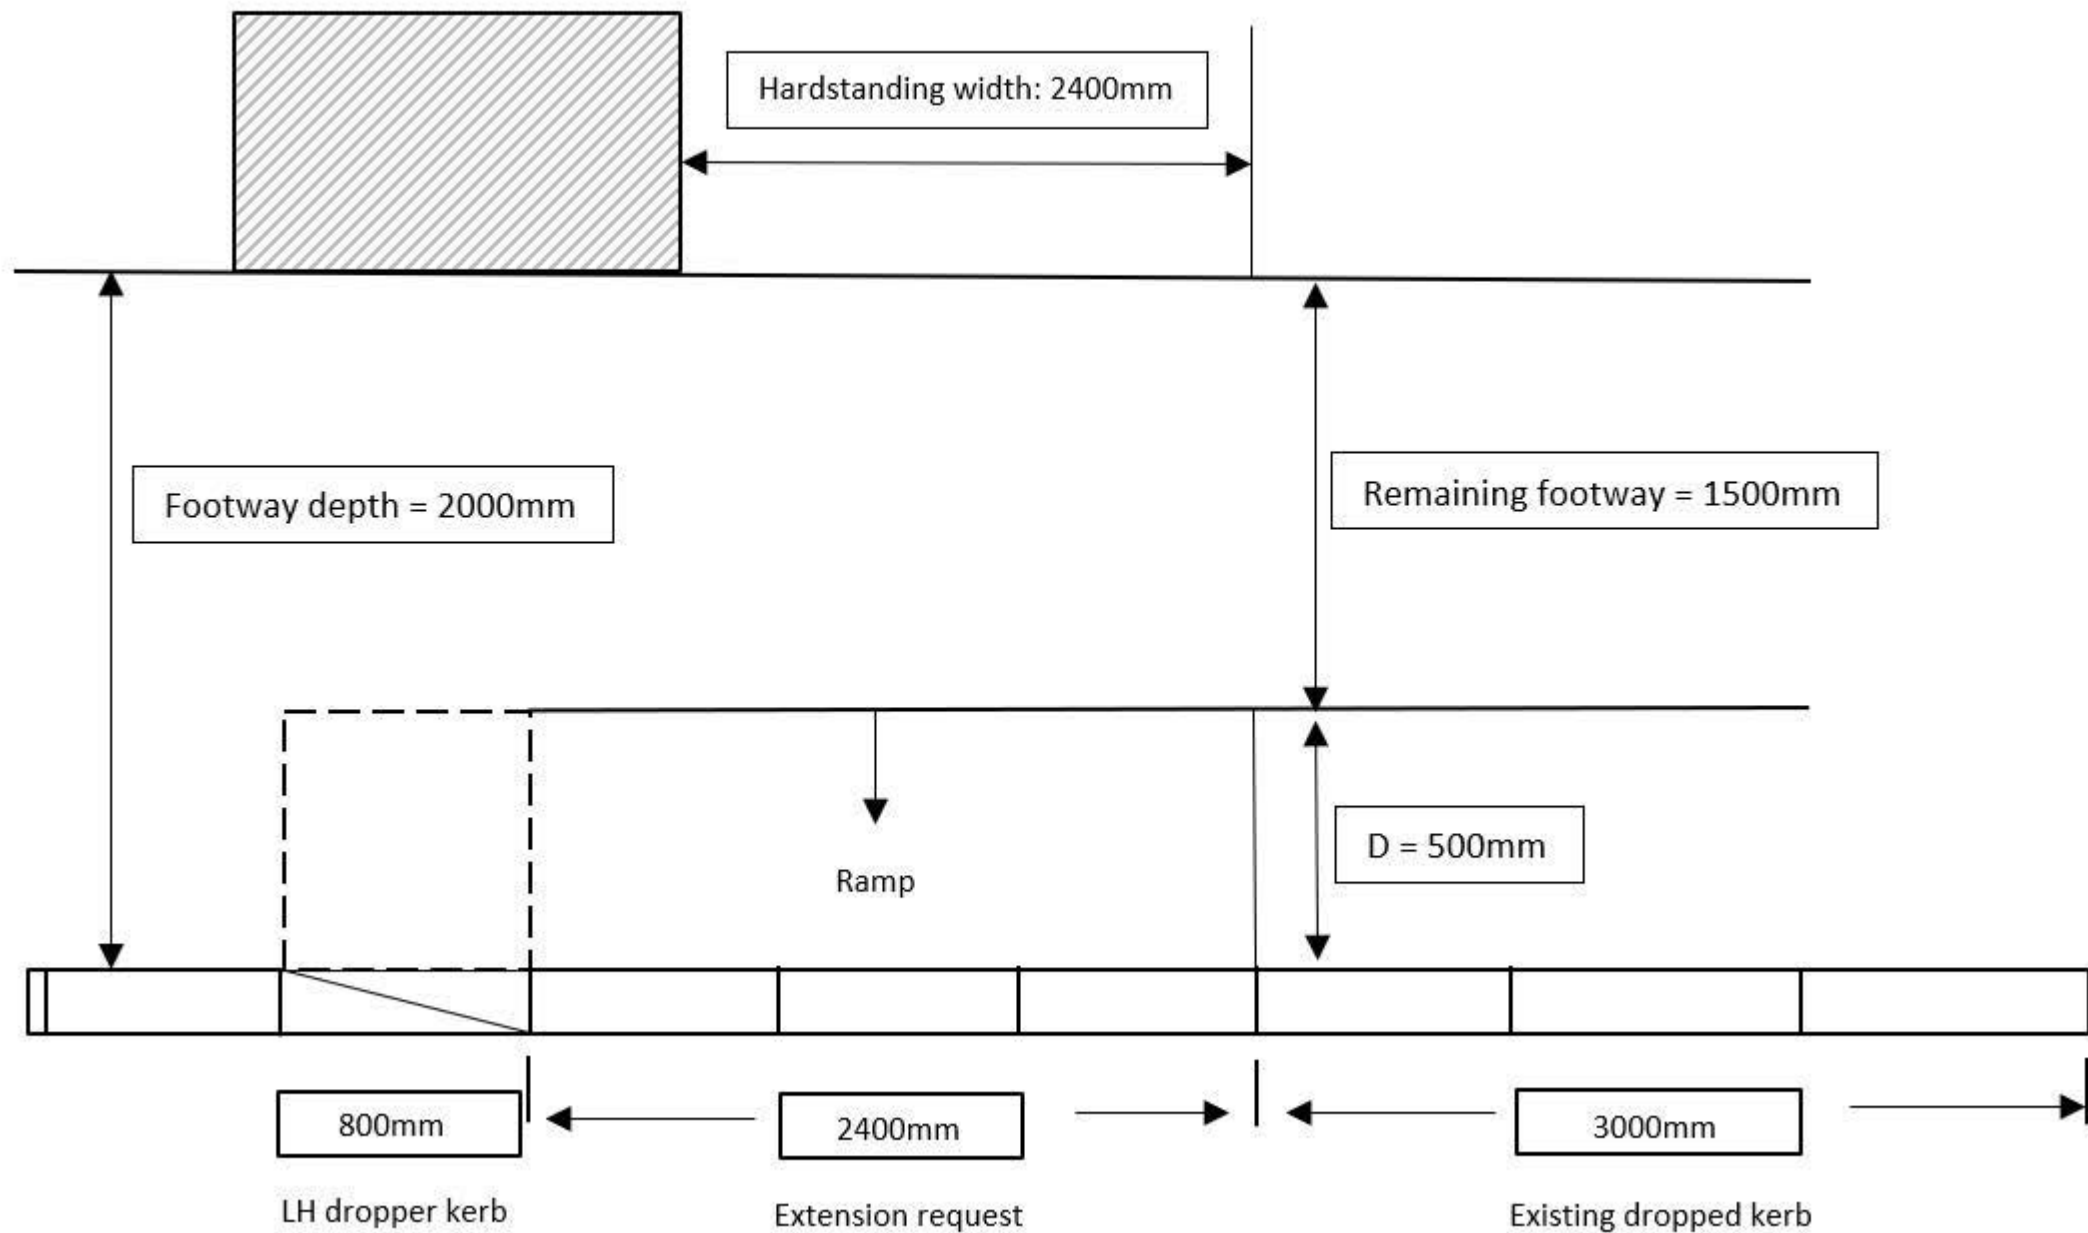 Hardstanding width: 2400mm
Footway depth = 2000mm
Remaining footway = 1500mm
D = 500mm
Ramp
800mm
2400mm
3000mm
LH dropper kerb
Extension request
Existing dropped kerb